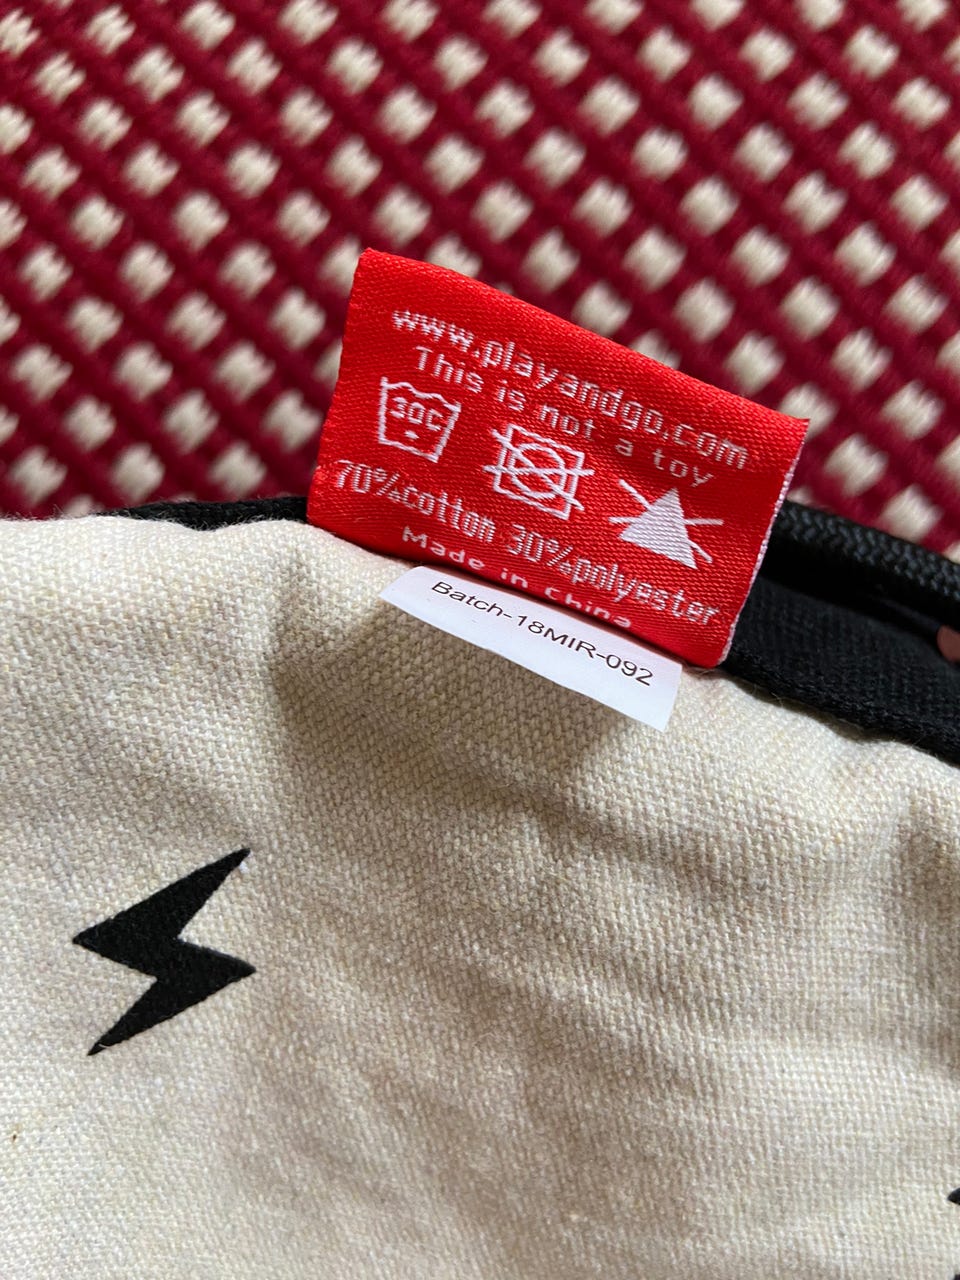 www.playandgo.com
This is not a toy
30C
70%cotton 30%polyester
Made in China
Batch-18MIR-092